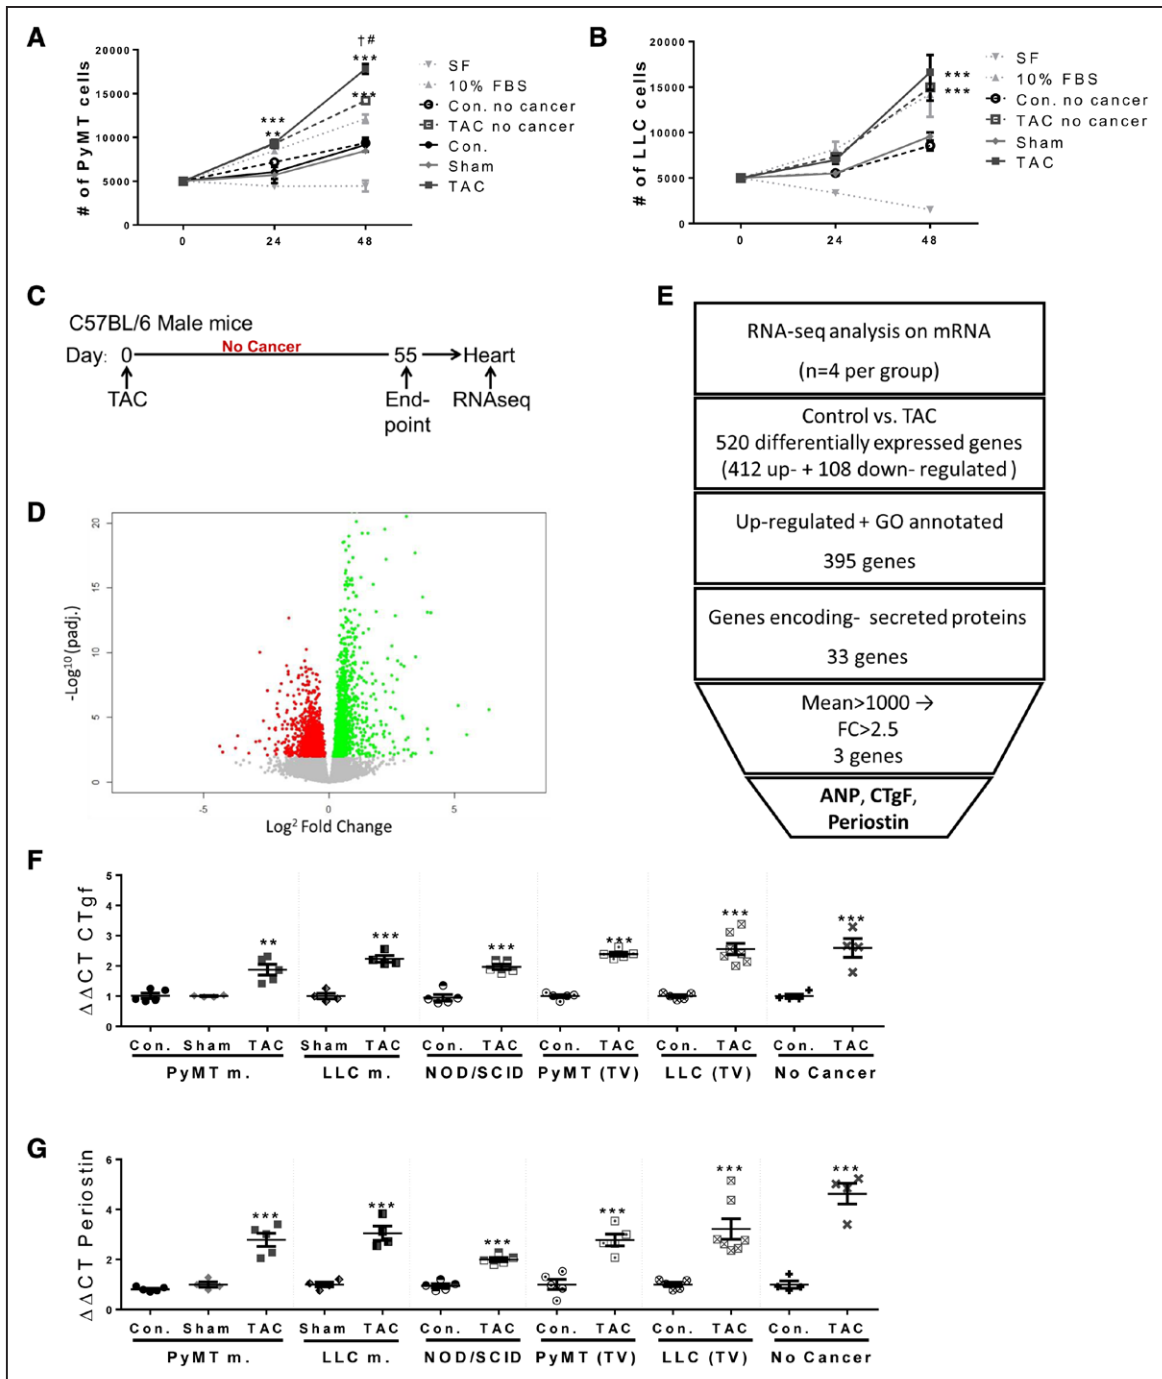 A
# of PyMT cells
20000
15000
10000
5000
0
0
24
48
***
**
†#
***
***
SF
10% FBS
Con. no cancer
TAC no cancer
Con.
Sham
TAC
B
# of LLC cells
20000
15000
10000
5000
0
0
24
48
***
***
SF
10% FBS
Con. no cancer
TAC no cancer
Sham
TAC
C
C57BL/6 Male mice
No Cancer
Day: 0 55 Heart
TAC End- RNAseq
point
D
-Log10 (padj.)
20
15
10
5
0
-5
0
5
Log2 Fold Change
E
RNA-seq analysis on mRNA
(n=4 per group)
Control vs. TAC
520 differentially expressed genes
(412 up- + 108 down- regulated )
Up-regulated + GO annotated
395 genes
Genes encoding- secreted proteins
33 genes
Mean>1000 →
FC>2.5
3 genes
ANP, CTgF,
Periostin
F
ΔΔCT CTgf
5
4
3
2
1
0
**
***
***
***
***
***
Con. Sham TAC Sham TAC Con. TAC Con. TAC Con. TAC Con. TAC
PyMT m. LLC m. NOD/SCID PyMT (TV) LLC (TV) No Cancer
G
ΔΔCT Periostin
6
4
2
0
***
***
***
***
***
***
Con. Sham TAC Sham TAC Con. TAC Con. TAC Con. TAC Con. TAC
PyMT m. LLC m. NOD/SCID PyMT (TV) LLC (TV) No Cancer